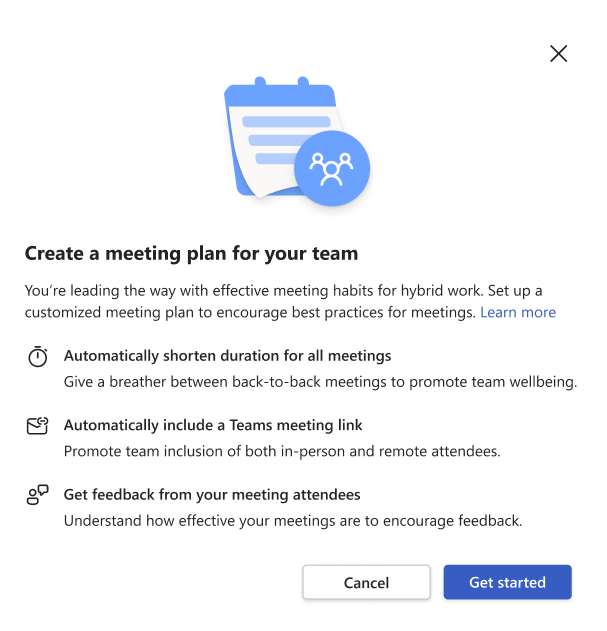 Create a meeting plan for your team
You’re leading the way with effective meeting habits for hybrid work. Set up a
customized meeting plan to encourage best practices for meetings. Learn more
Automatically shorten duration for all meetings
Give a breather between back-to-back meetings to promote team wellbeing.
Automatically include a Teams meeting link
Promote team inclusion of both in-person and remote attendees.
Get feedback from your meeting attendees
Understand how effective your meetings are to encourage feedback.
Cancel
Get started